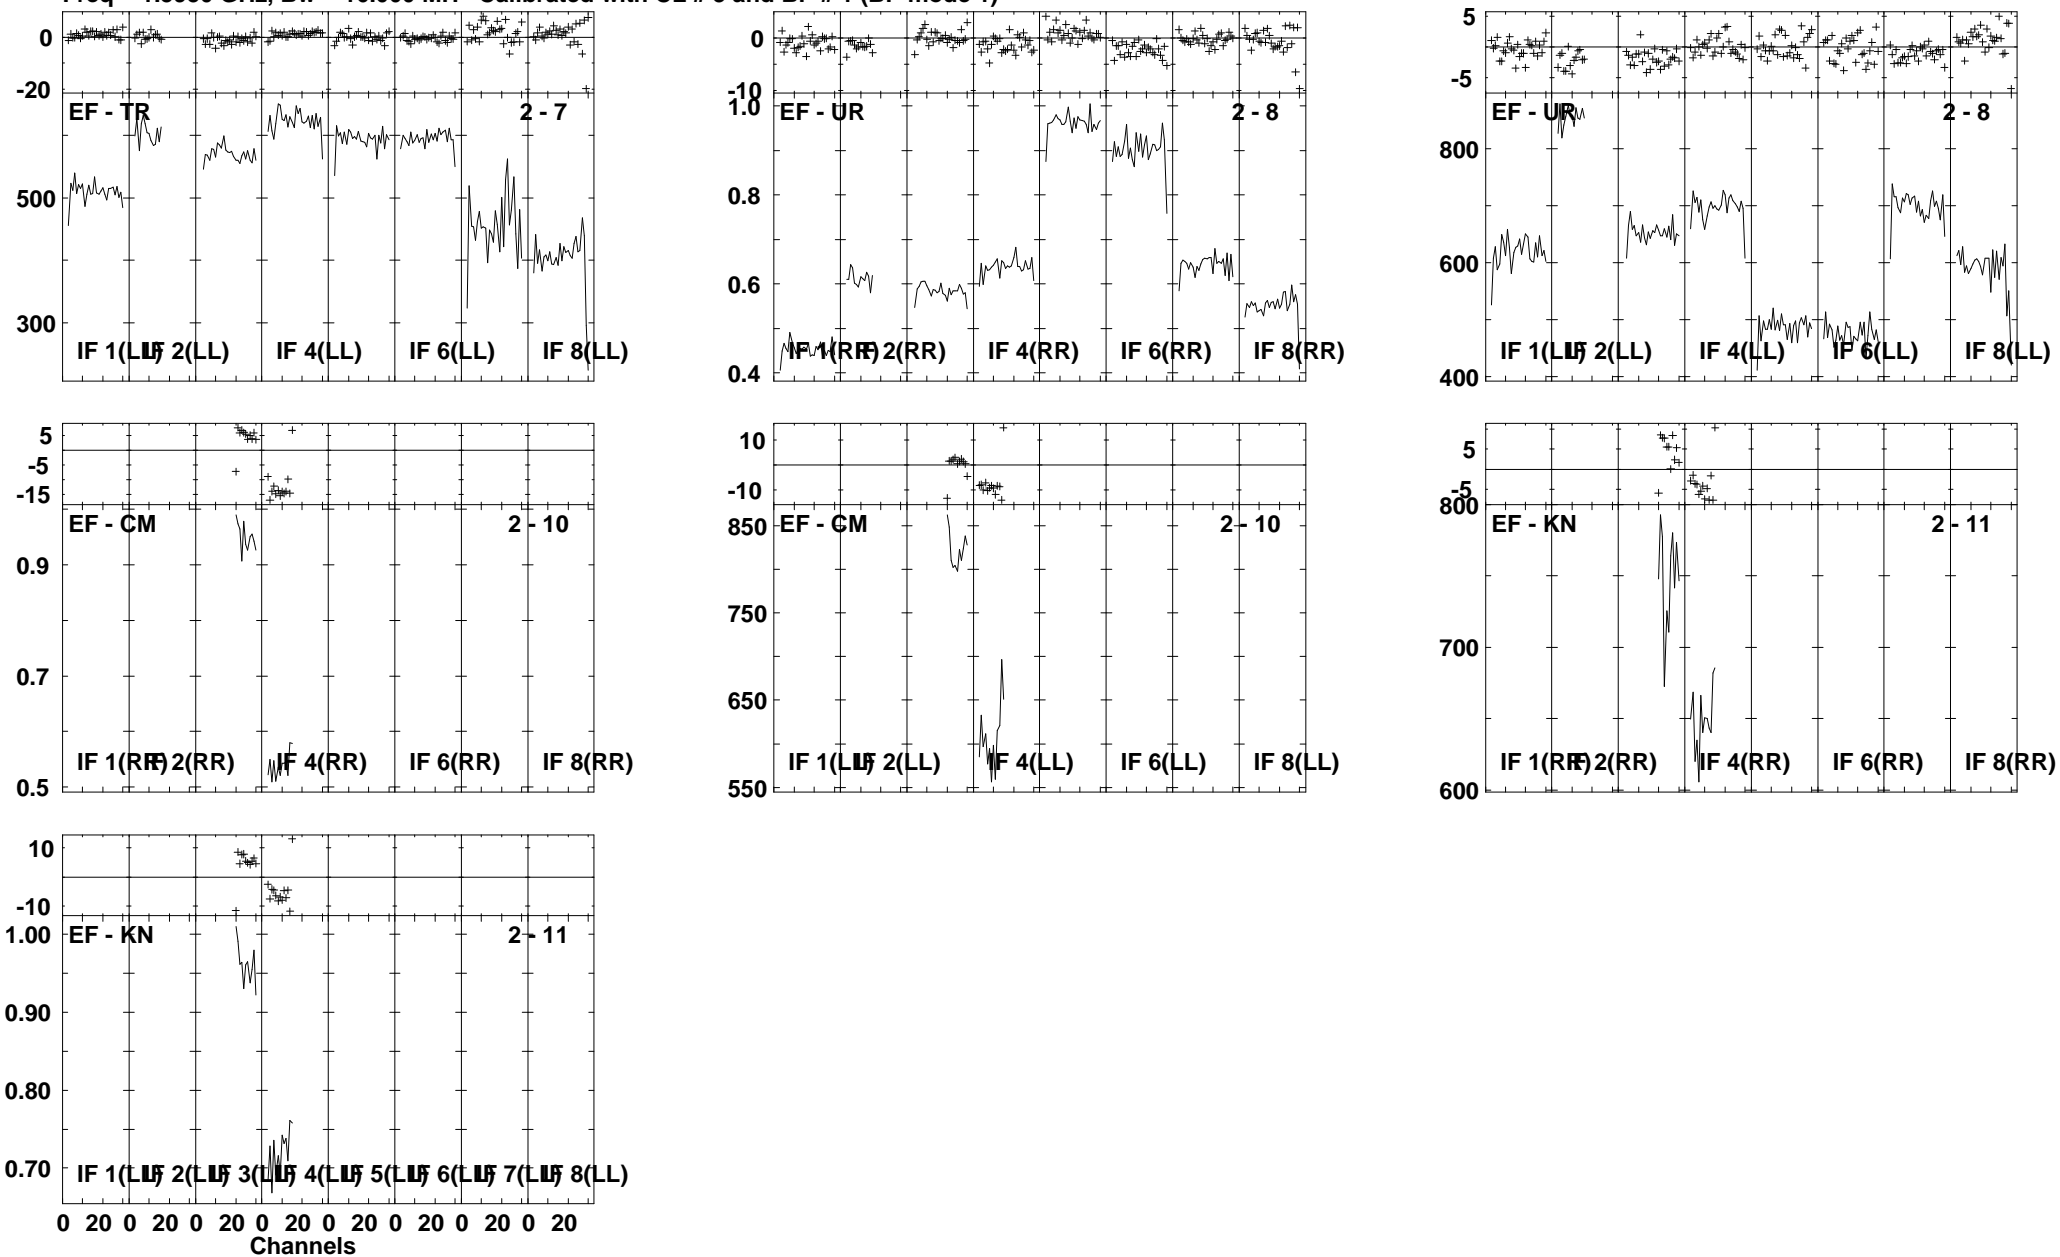 0
-20
EF - TR
2 - 7
500
300
IF 1(LL)
IF 2(LL)
IF 4(LL)
IF 6(LL)
IF 8(LL)
0
-10
1.0
EF - UR
2 - 8
0.8
0.6
0.4
IF 1(RR)
IF 2(RR)
IF 4(RR)
IF 6(RR)
IF 8(RR)
5
-5
EF - UR
2 - 8
800
600
400
IF 1(LL)
IF 2(LL)
IF 4(LL)
IF 6(LL)
IF 8(LL)
5
-5
-15
EF - CM
2 - 10
0.9
0.7
0.5
IF 1(RR)
IF 2(RR)
IF 4(RR)
IF 6(RR)
IF 8(RR)
10
-10
EF - CM
2 - 10
850
750
650
550
IF 1(LL)
IF 2(LL)
IF 4(LL)
IF 6(LL)
IF 8(LL)
5
-5
800
EF - KN
2 - 11
700
600
IF 1(RR)
IF 2(RR)
IF 4(RR)
IF 6(RR)
IF 8(RR)
10
-10
1.00
EF - KN
2 - 11
0.90
0.80
0.70
IF 1(LL)
IF 2(LL)
IF 3(LL)
IF 4(LL)
IF 5(LL)
IF 6(LL)
IF 7(LL)
IF 8(LL)
0 20 0 20 0 20 0 20 0 20 0 20 0 20 0 20
Channels